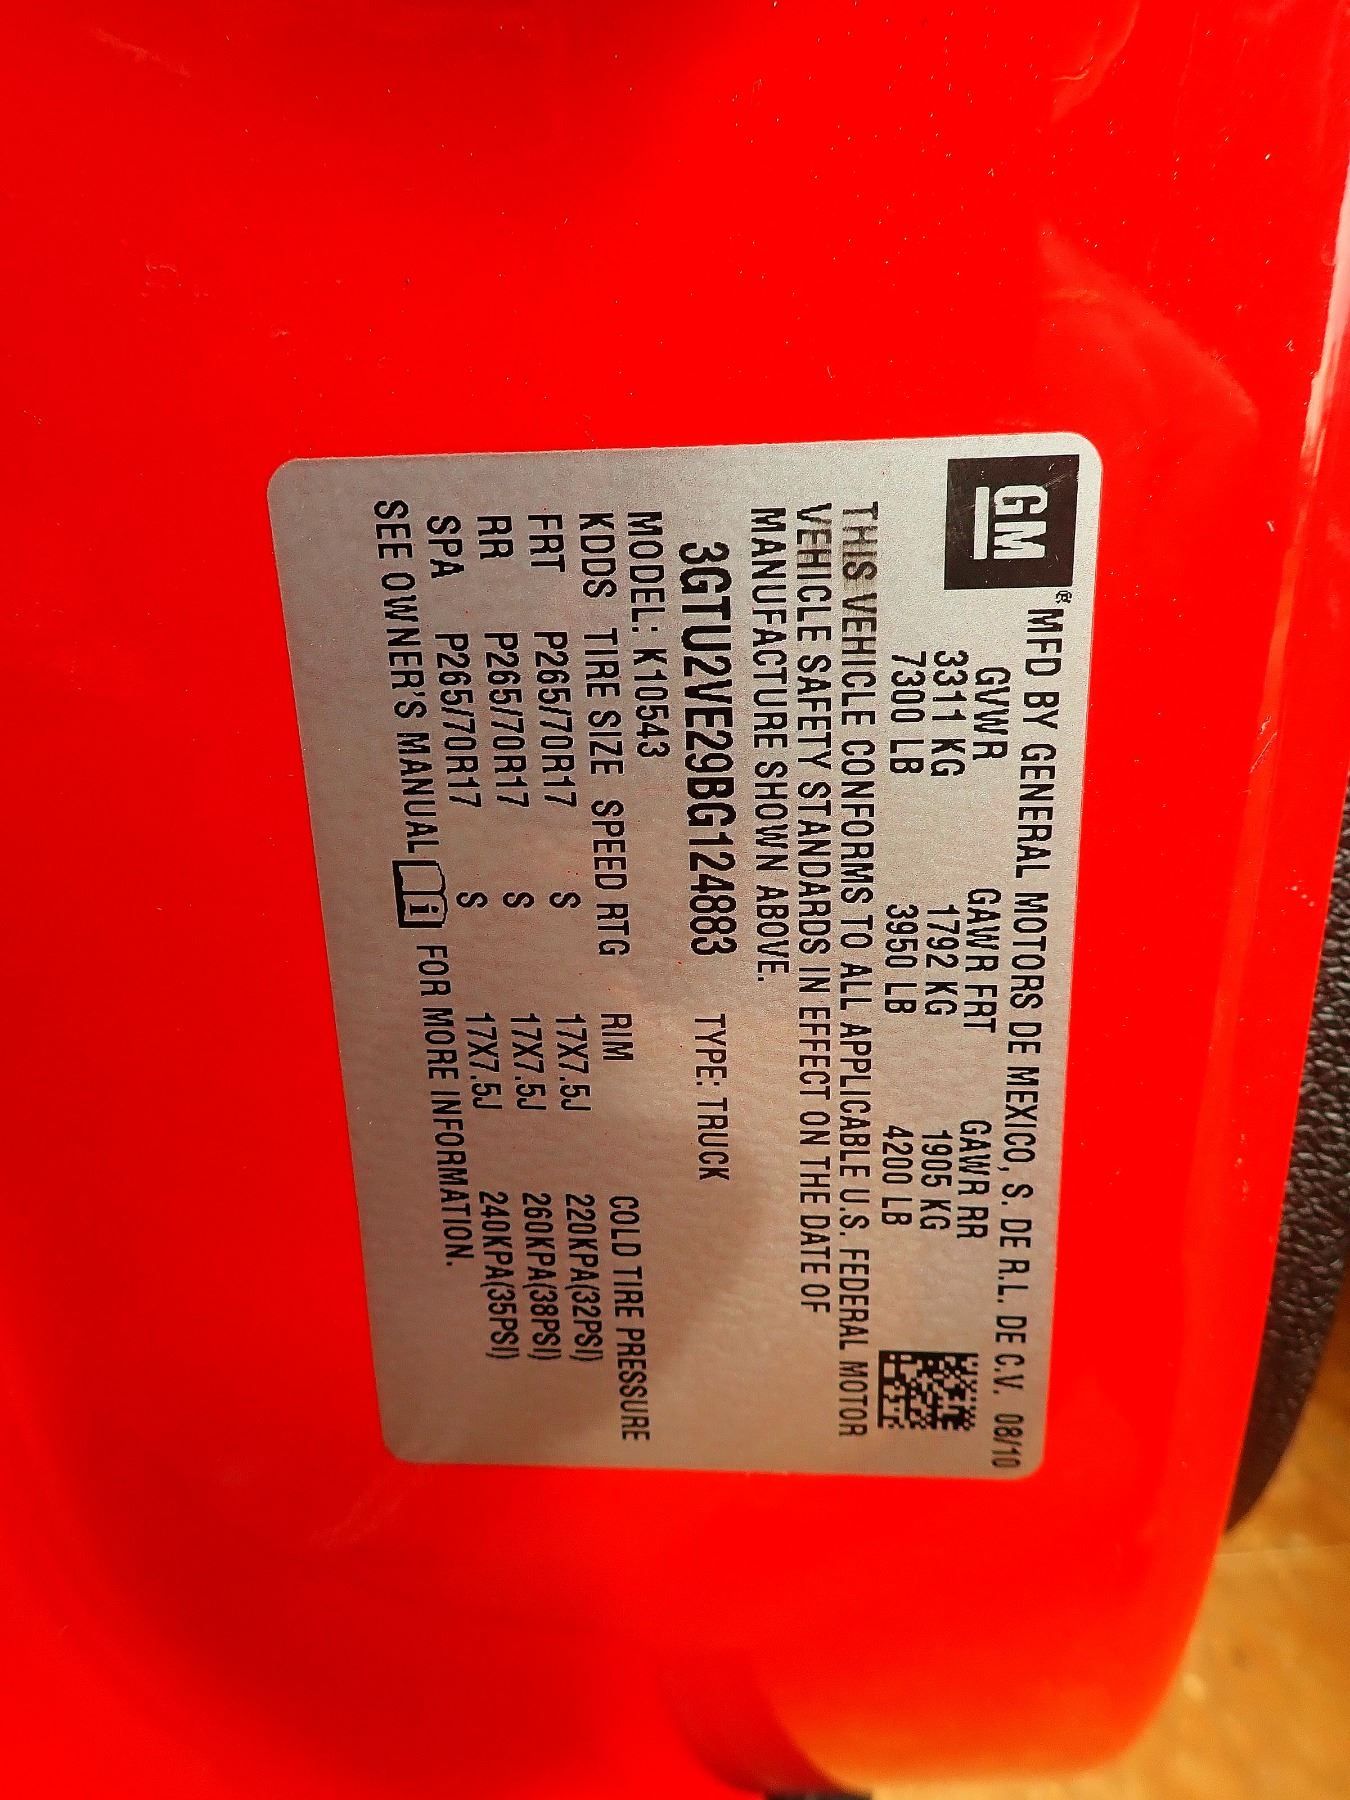 GM® MFD BY GENERAL MOTORS DE MEXICO, S. DE R.L. DE C.V. 08/10
GVWR GAWR FRT GAWR RR
3311 KG 1792 KG 1905 KG
7300 LB 3950 LB 4200 LB
THIS VEHICLE CONFORMS TO ALL APPLICABLE U.S. FEDERAL MOTOR
VEHICLE SAFETY STANDARDS IN EFFECT ON THE DATE OF
MANUFACTURE SHOWN ABOVE.
3GTU2VE29BG124883 TYPE: TRUCK
MODEL: K10543
KDDS TIRE SIZE SPEED RTG RIM COLD TIRE PRESSURE
FRT P265/70R17 S 17X7.5J 220KPA(32PSI)
RR P265/70R17 S 17X7.5J 260KPA(38PSI)
SPA P265/70R17 S 17X7.5J 240KPA(35PSI)
SEE OWNER'S MANUAL i FOR MORE INFORMATION.